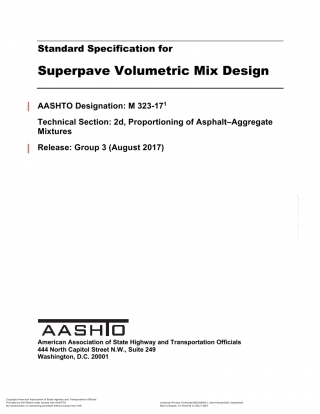 Standard Specification for
Superpave Volumetric Mix Design
AASHTO Designation: M 323-17¹
Technical Section: 2d, Proportioning of Asphalt–Aggregate
Mixtures
Release: Group 3 (August 2017)
AASHTO
American Association of State Highway and Transportation Officials
444 North Capitol Street N.W., Suite 249
Washington, D.C. 20001